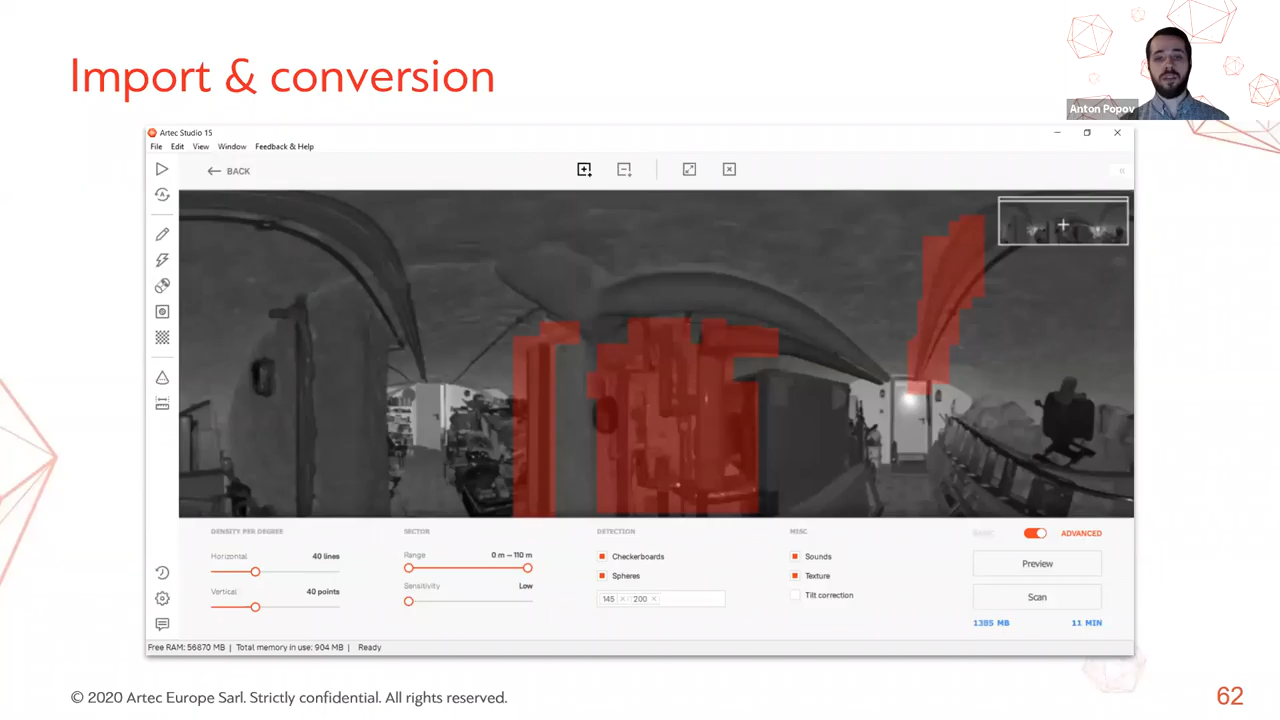 Import & conversion
Anton Popov
Artec Studio 15
File Edit View Window Feedback & Help
BACK
DENSITY PER DEGREE
Horizontal 40 lines
Vertical 40 points
SECTOR
Range 0 m – 110 m
Sensitivity Low
DETECTION
Checkerboards
Spheres
145 × 200 ×
MISC
Sounds
Texture
Tilt correction
BASIC ADVANCED
Preview
Scan
1385 MB 11 MIN
Free RAM: 56870 MB | Total memory in use: 904 MB | Ready
© 2020 Artec Europe Sarl. Strictly confidential. All rights reserved.
62